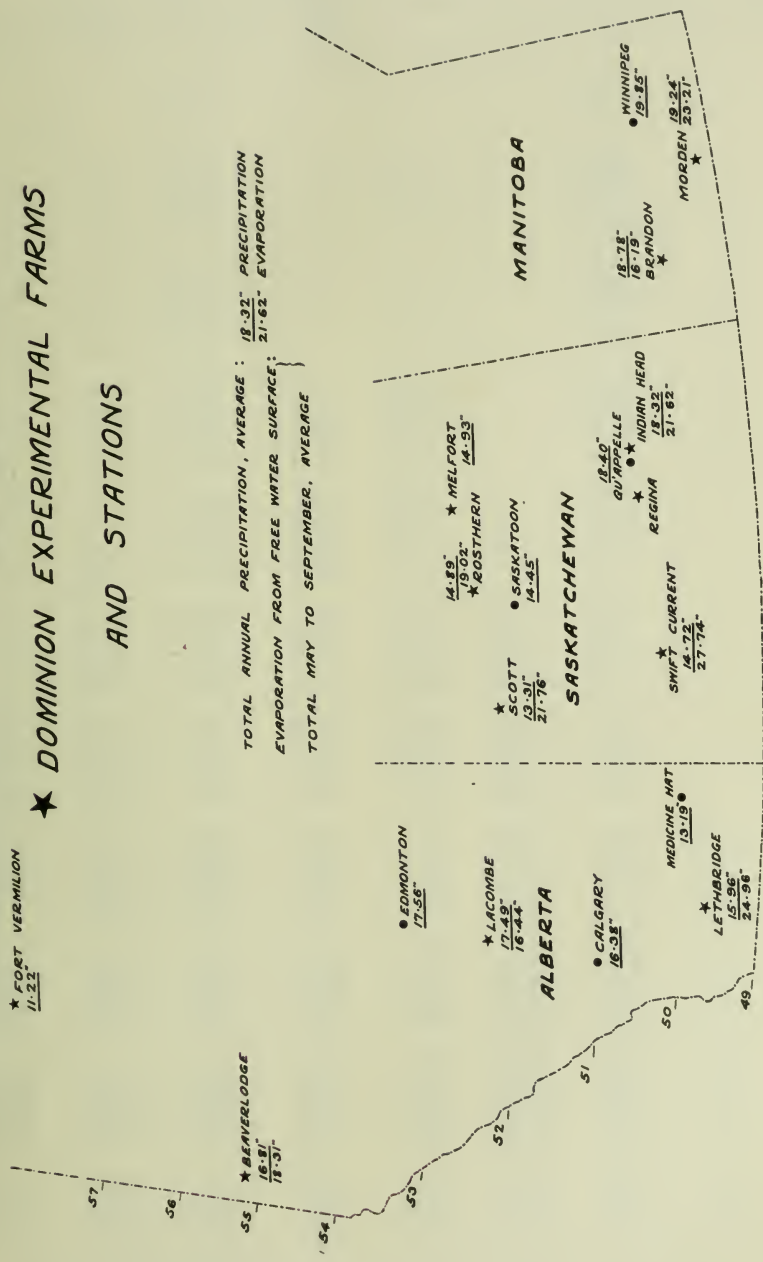 ★ DOMINION EXPERIMENTAL FARMS
AND STATIONS
TOTAL ANNUAL PRECIPITATION, AVERAGE : 18·32" PRECIPITATION
EVAPORATION FROM FREE WATER SURFACE : 21·62" EVAPORATION
TOTAL MAY TO SEPTEMBER, AVERAGE
★ FORT VERMILION
11·22"
★ BEAVERLODGE
16·81"
18·31"
57
56
55
54
53
52
51
50
49
● EDMONTON
17·56"
★ LACOMBE
17·49"
16·44"
ALBERTA
● CALGARY
16·38"
MEDICINE HAT
13·19" ●
★
LETHBRIDGE
15·96"
24·96"
14·89"
19·02"
★ ROSTHERN
★ MELFORT
14·93"
● SASKATOON
14·45"
★
SCOTT
13·31"
21·76"
SASKATCHEWAN
★
SWIFT CURRENT
14·72"
27·74"
18·40"
QU'APPELLE
●
★
REGINA
★ INDIAN HEAD
18·32"
21·62"
MANITOBA
18·78"
16·19"
BRANDON
★
● WINNIPEG
19·85"
MORDEN 19·24"
★ 23·21"